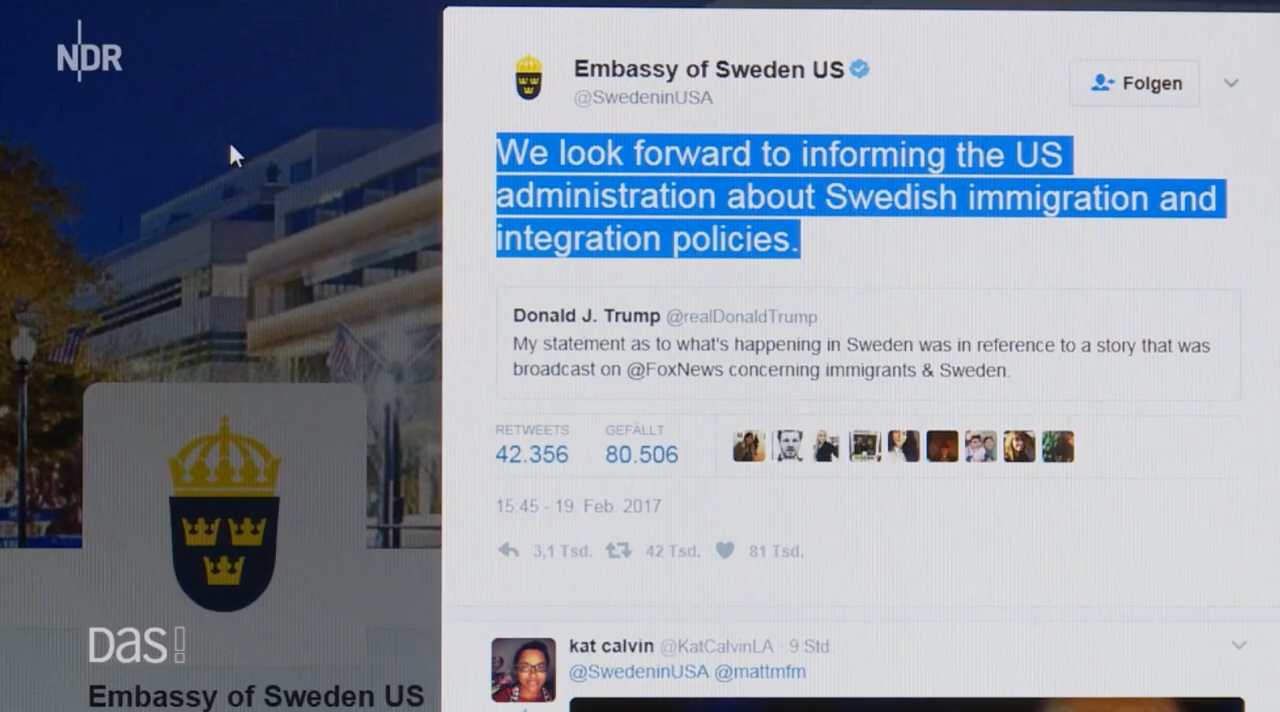 NDR
Embassy of Sweden US
@SwedeninUSA
Folgen
We look forward to informing the US
administration about Swedish immigration and
integration policies.
Donald J. Trump @realDonaldTrump
My statement as to what's happening in Sweden was in reference to a story that was
broadcast on @FoxNews concerning immigrants & Sweden.
RETWEETS GEFÄLLT
42.356 80.506
15:45 - 19. Feb. 2017
3,1 Tsd. 42 Tsd. 81 Tsd.
kat calvin @KatCalvinLA · 9 Std.
@SwedeninUSA @mattmfm
DAS!
Embassy of Sweden US